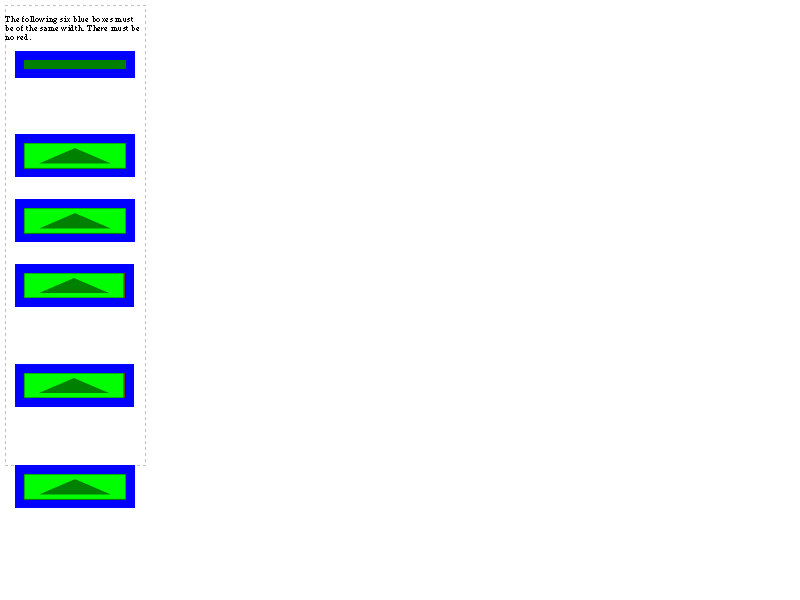 The following six blue boxes must
be of the same width. There must be
no red.